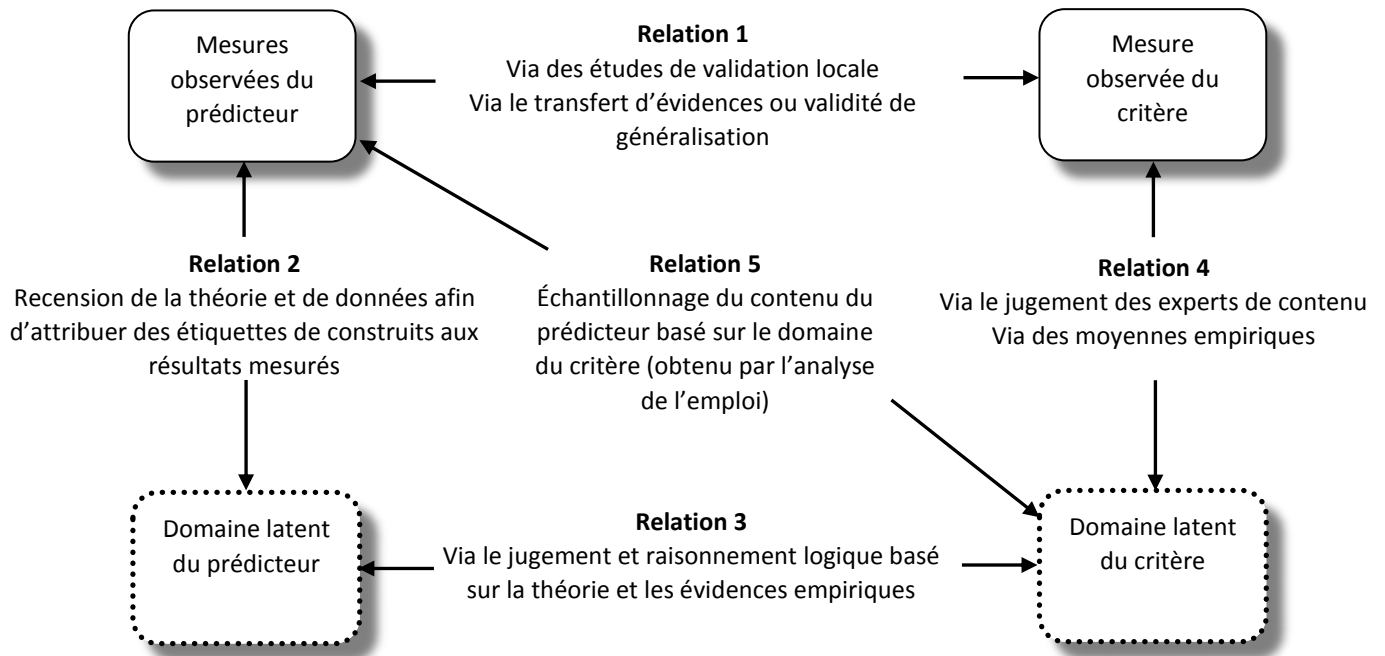 Mesures
observées du
prédicteur
Relation 1
Via des études de validation locale
Via le transfert d’évidences ou validité de
généralisation
Mesure
observée du
critère
Relation 2
Recension de la théorie et de données afin
d’attribuer des étiquettes de construits aux
résultats mesurés
Relation 5
Échantillonnage du contenu du
prédicteur basé sur le domaine
du critère (obtenu par l’analyse
de l’emploi)
Relation 4
Via le jugement des experts de contenu
Via des moyennes empiriques
Domaine latent
du prédicteur
Relation 3
Via le jugement et raisonnement logique basé
sur la théorie et les évidences empiriques
Domaine latent
du critère